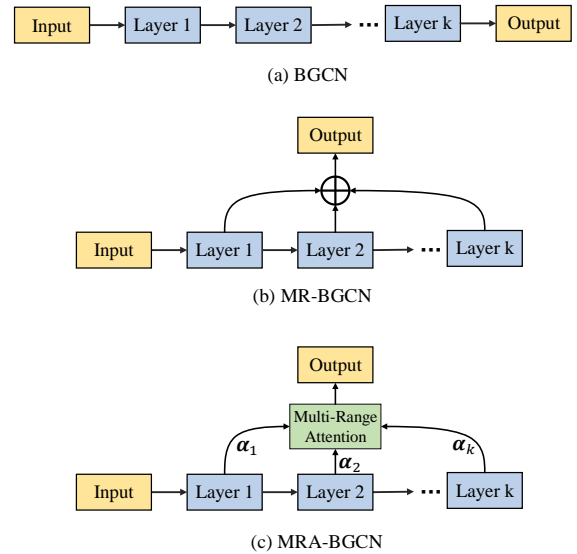 Input Layer 1 Layer 2 ... Layer k Output
(a) BGCN
Output
Input Layer 1 Layer 2 ... Layer k
(b) MR-BGCN
Output
Multi-Range
Attention
α1 α2 αk
Input Layer 1 Layer 2 ... Layer k
(c) MRA-BGCN